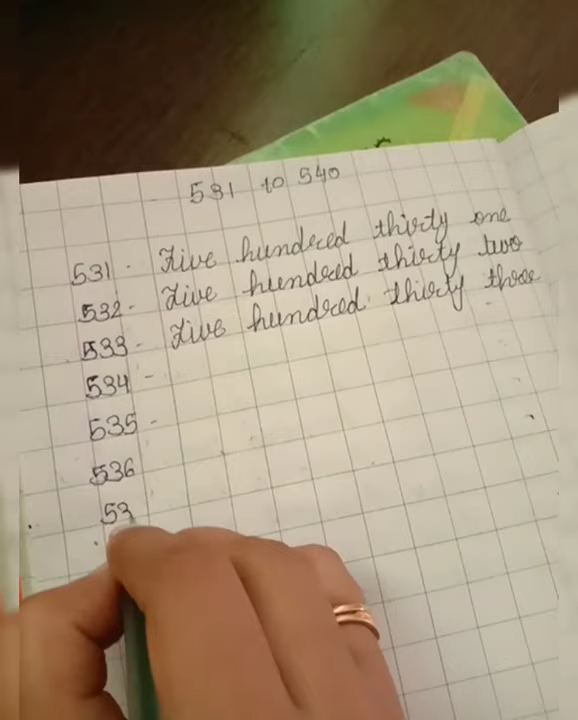 531 to 540
531 - Five hundred thirty one
532 - Five hundred thirty two
533 - Five hundred thirty three
534 -
535 -
536
53